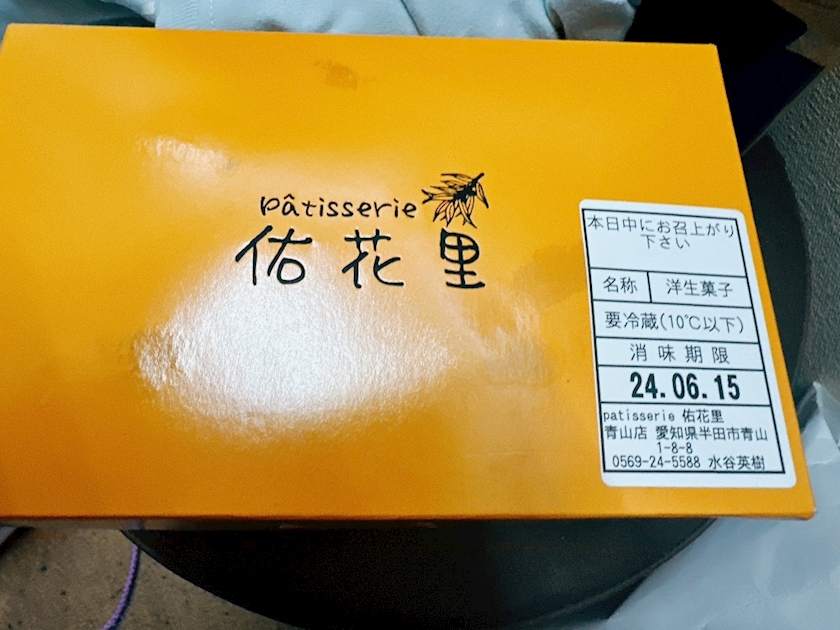 pâtisserie
佑花里
本日中にお召上がり
下さい
名称 洋生菓子
要冷蔵(10℃以下)
消味期限
24.06.15
patisserie 佑花里
青山店 愛知県半田市青山
1-8-8
0569-24-5588 水谷英樹